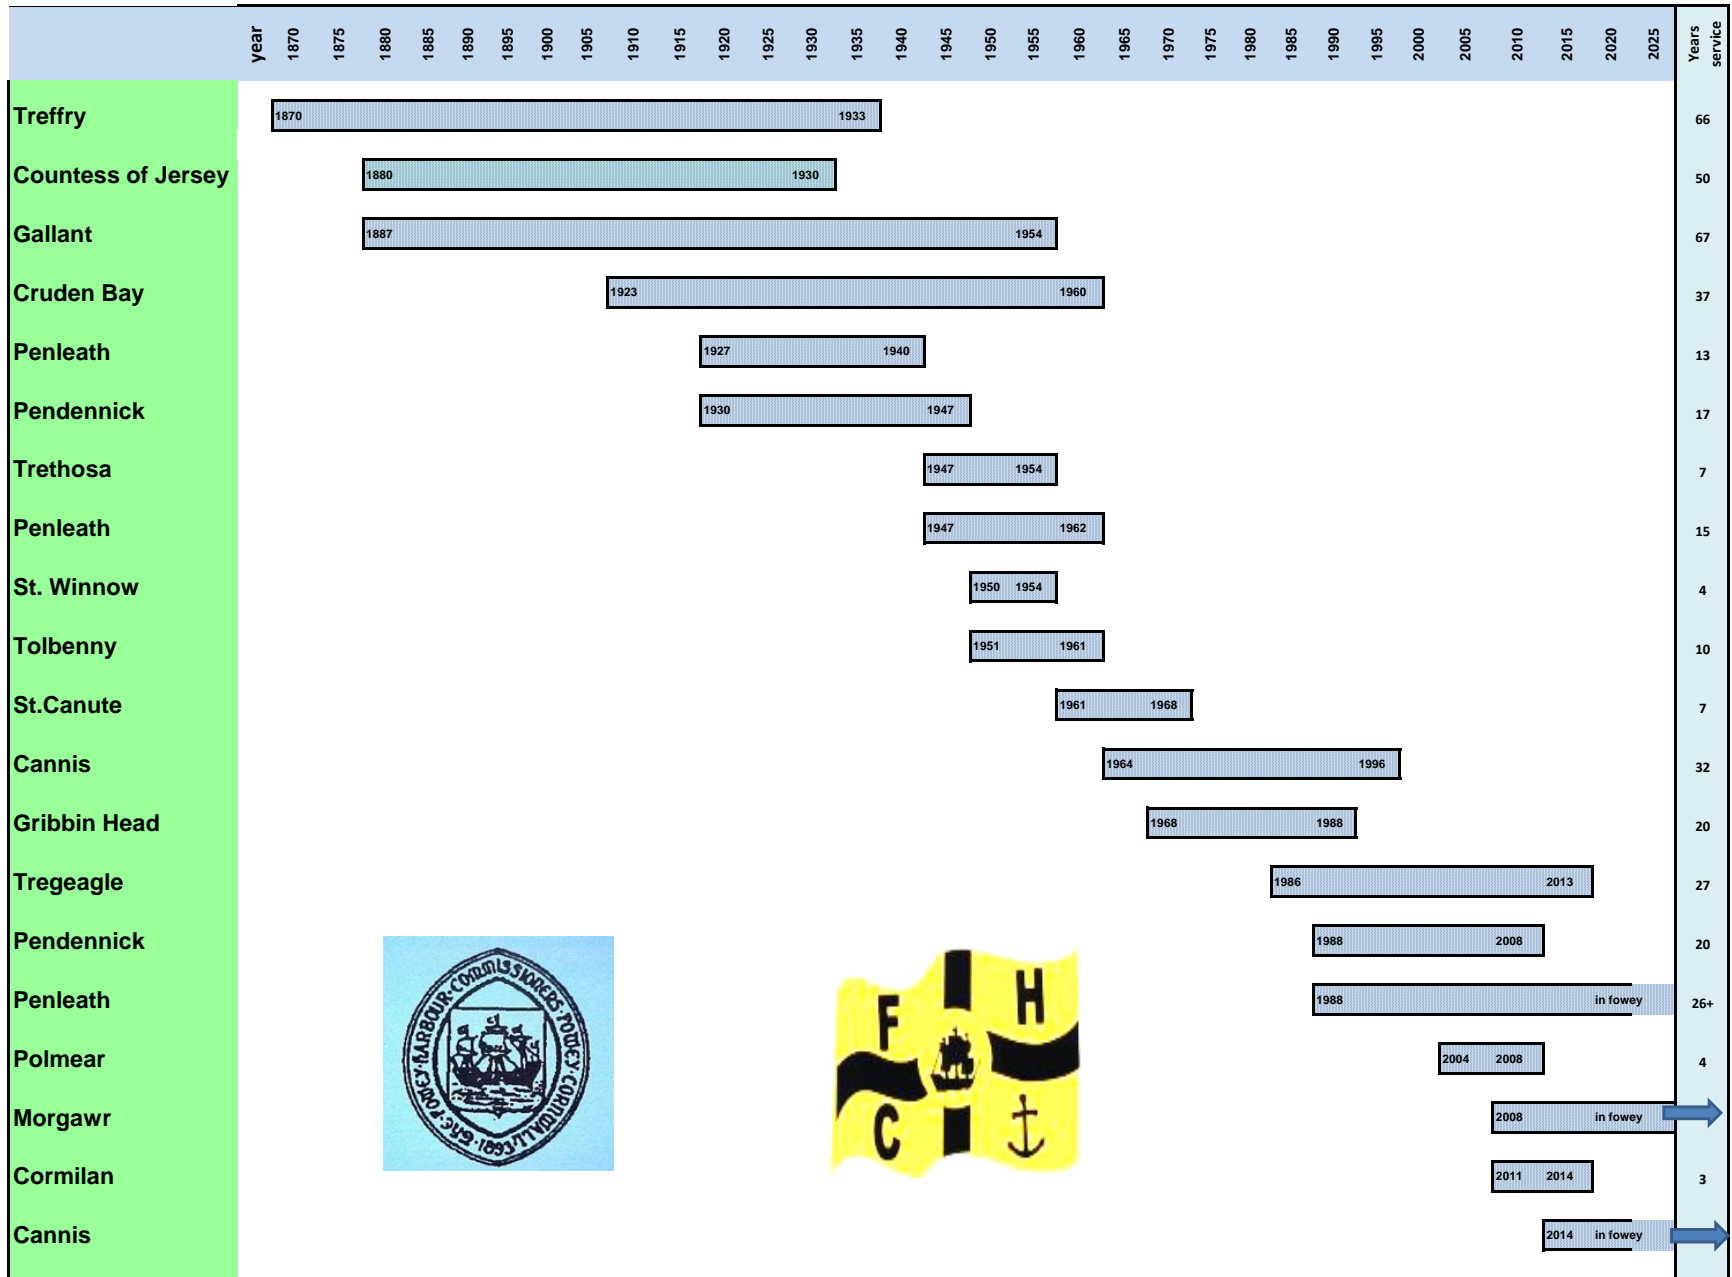 year 1870 1875 1880 1885 1890 1895 1900 1905 1910 1915 1920 1925 1930 1935 1940 1945 1950 1955 1960 1965 1970 1975 1980 1985 1990 1995 2000 2005 2010 2015 2020 2025 Years service
Treffry 1870 1933 66
Countess of Jersey 1880 1930 50
Gallant 1887 1954 67
Cruden Bay 1923 1960 37
Penleath 1927 1940 13
Pendennick 1930 1947 17
Trethosa 1947 1954 7
Penleath 1947 1962 15
St. Winnow 1950 1954 4
Tolbenny 1951 1961 10
St.Canute 1961 1968 7
Cannis 1964 1996 32
Gribbin Head 1968 1988 20
Tregeagle 1986 2013 27
Pendennick 1988 2008 20
Penleath 1988 in fowey 26+
Polmear 2004 2008 4
Morgawr 2008 in fowey
Cormilan 2011 2014 3
Cannis 2014 in fowey
THE·FOWEY·HARBOUR·COMMISSIONERS·FOWEY·CORNWALL·1893·
F H
C